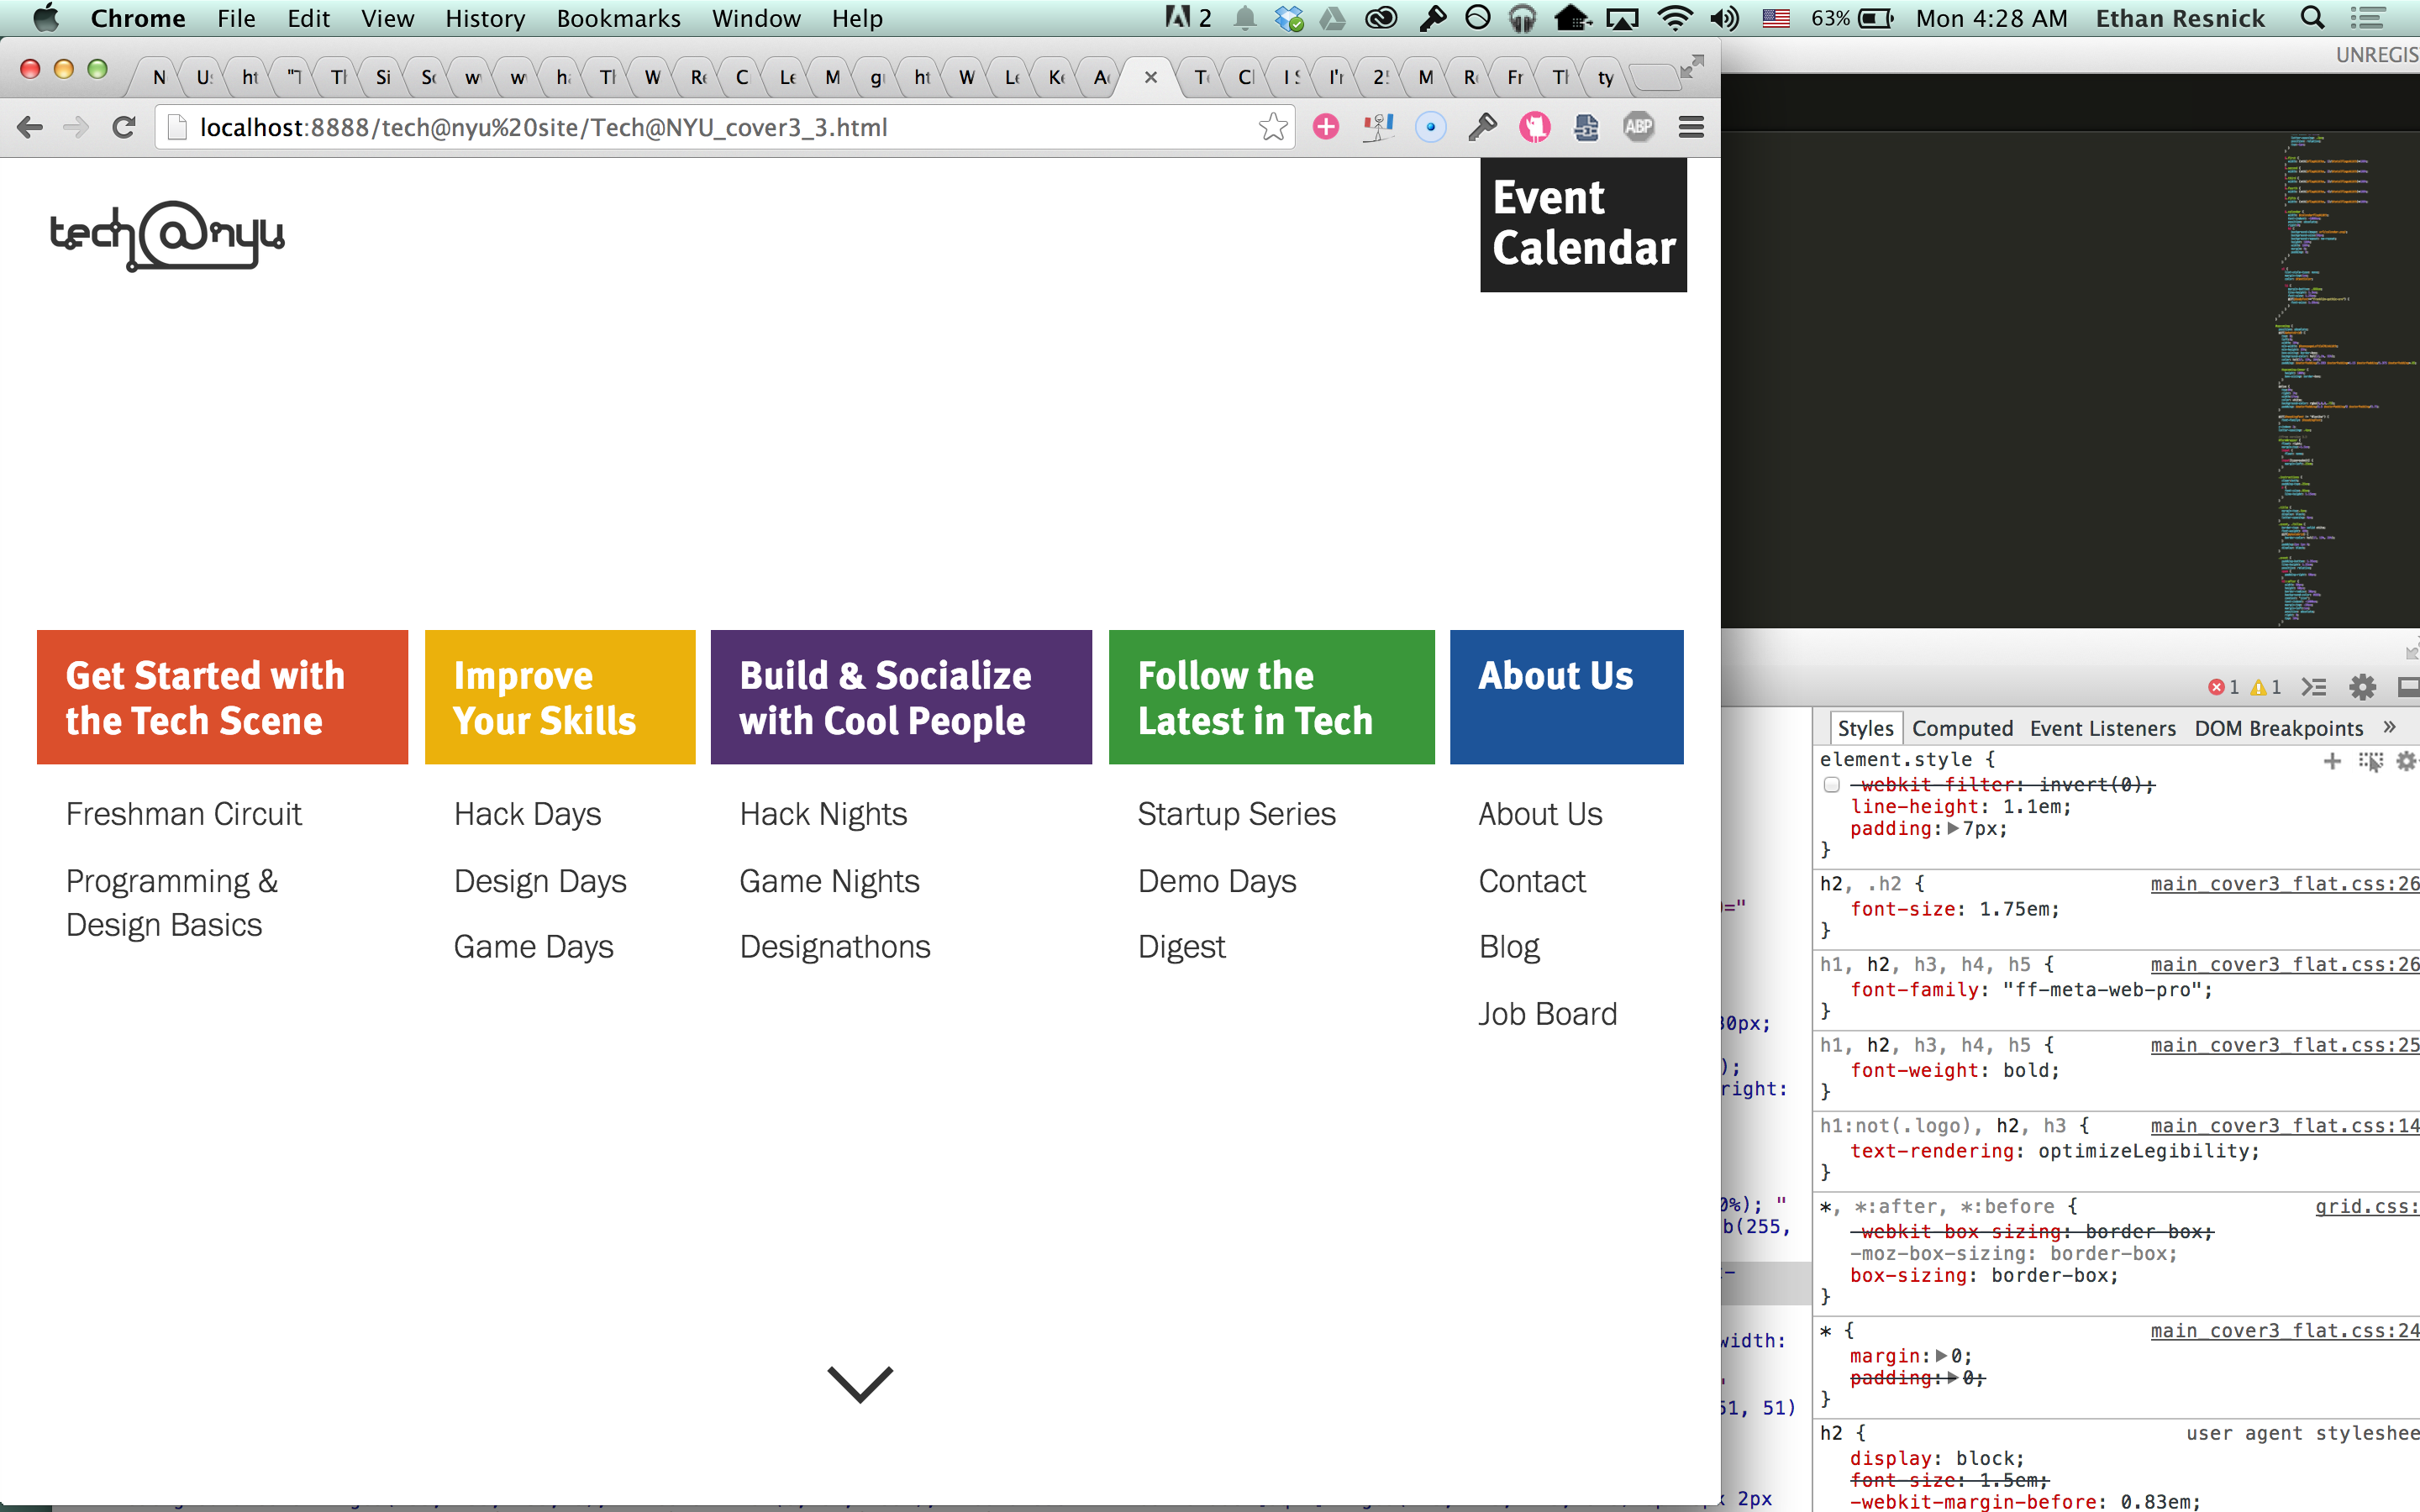 Chrome File Edit View History Bookmarks Window Help 2 63% Mon 4:28 AM Ethan Resnick
UNREGIS
N U ht "T Tl Si Sc w w h Tl W R C Le M g ht W Le K A × T Cl I S I'r 2 M R Fr Tl ty
localhost:8888/tech@nyu%20site/Tech@NYU_cover3_3.html
ABP
tech@nyu
Event
Calendar
Get Started with
the Tech Scene
Improve
Your Skills
Build & Socialize
with Cool People
Follow the
Latest in Tech
About Us
Freshman Circuit
Programming &
Design Basics
Hack Days
Design Days
Game Days
Hack Nights
Game Nights
Designathons
Startup Series
Demo Days
Digest
About Us
Contact
Blog
Job Board
1 1
Styles Computed Event Listeners DOM Breakpoints »
element.style {
-webkit-filter: invert(0);
line-height: 1.1em;
padding: 7px;
}
h2, .h2 { main_cover3_flat.css:26
font-size: 1.75em;
}
h1, h2, h3, h4, h5 { main_cover3_flat.css:26
font-family: "ff-meta-web-pro";
}
h1, h2, h3, h4, h5 { main_cover3_flat.css:25
font-weight: bold;
}
h1:not(.logo), h2, h3 { main_cover3_flat.css:14
text-rendering: optimizeLegibility;
}
*, *:after, *:before { grid.css:
-webkit-box-sizing: border-box;
-moz-box-sizing: border-box;
box-sizing: border-box;
}
* { main_cover3_flat.css:24
margin: 0;
padding: 0;
}
h2 { user agent styleshee
display: block;
font-size: 1.5em;
-webkit-margin-before: 0.83em;
="
30px;
);
right:
0%); "
b(255,
width:
"
51, 51)
x 2px